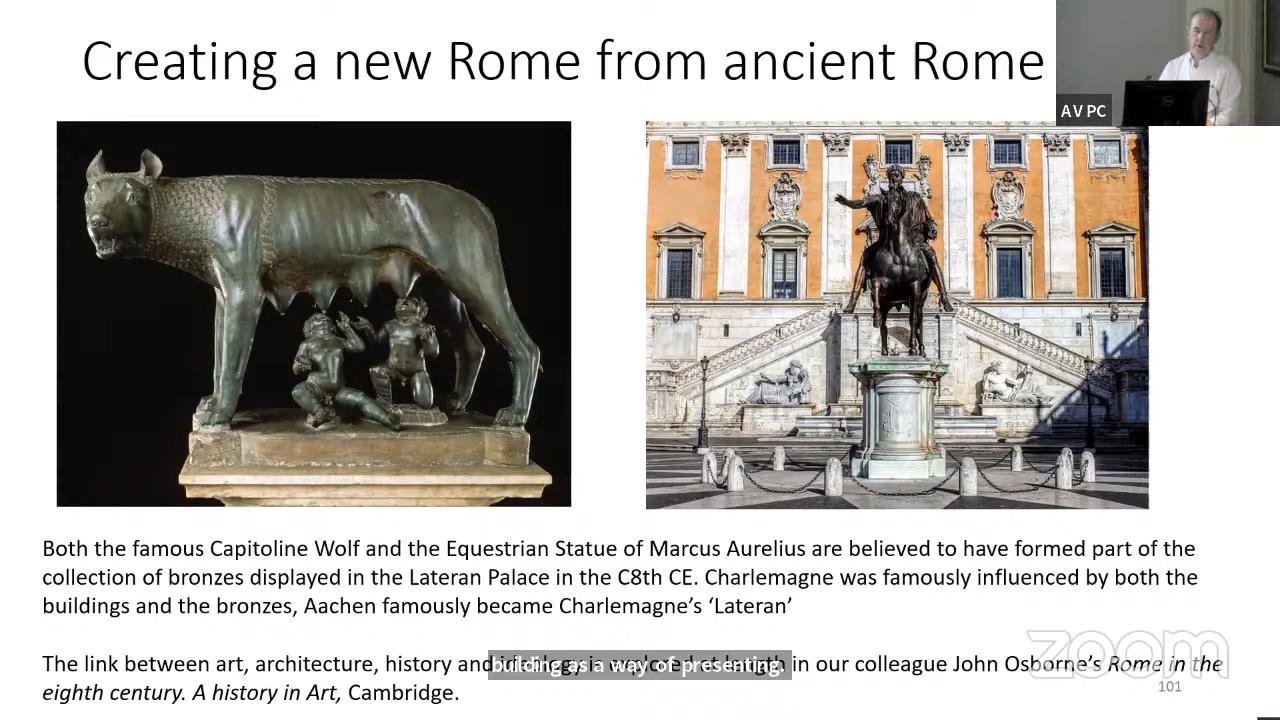 Creating a new Rome from ancient Rome
AV PC
Both the famous Capitoline Wolf and the Equestrian Statue of Marcus Aurelius are believed to have formed part of the
collection of bronzes displayed in the Lateran Palace in the C8th CE. Charlemagne was famously influenced by both the
buildings and the bronzes, Aachen famously became Charlemagne's 'Lateran'
The link between art, architecture, history and in our colleague John Osborne's Rome in the
building as a way of presenting.
eighth century. A history in Art, Cambridge.
zoom
101